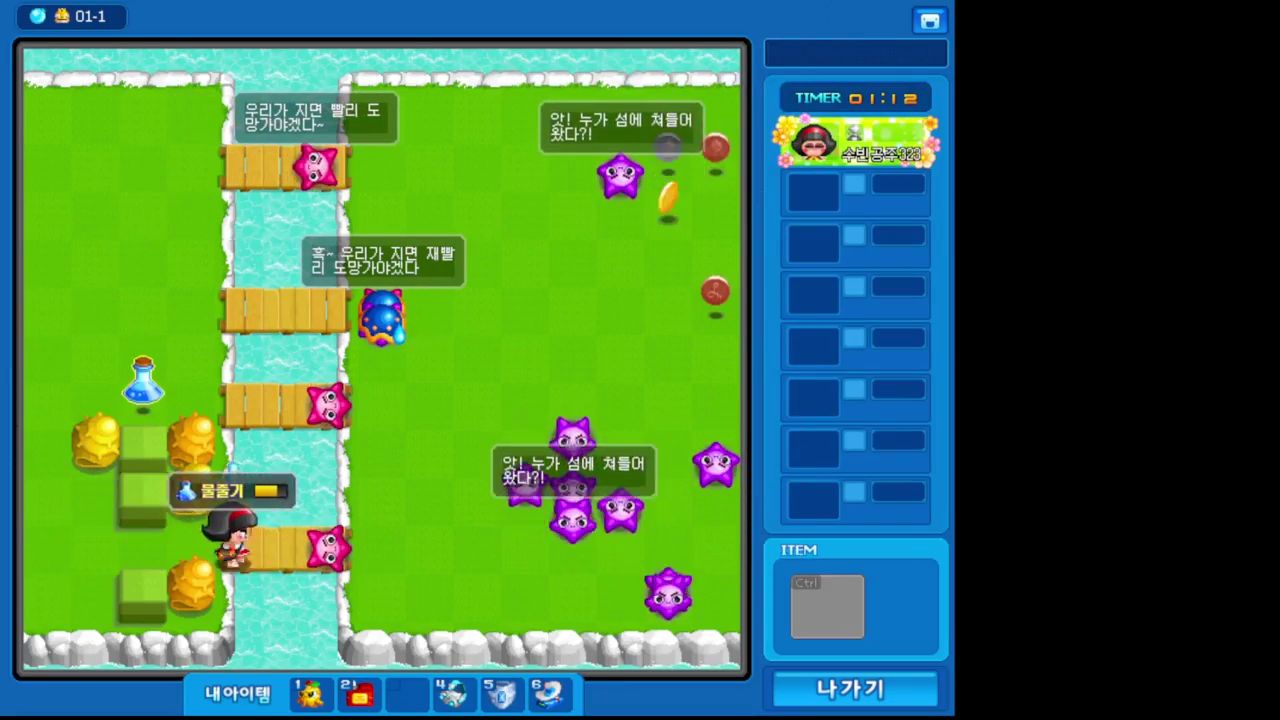 01-1
우리가 지면 빨리 도
망가야겠다~
앗! 누가 섬에 쳐들어
왔다?!
TIMER 01:12
수빈공주323
흑~ 우리가 지면 재빨
리 도망가야겠다
앗! 누가 섬에 쳐들어
왔다?!
물줄기
ITEM
Ctrl
내아이템
1
2
4
5
6
나가기